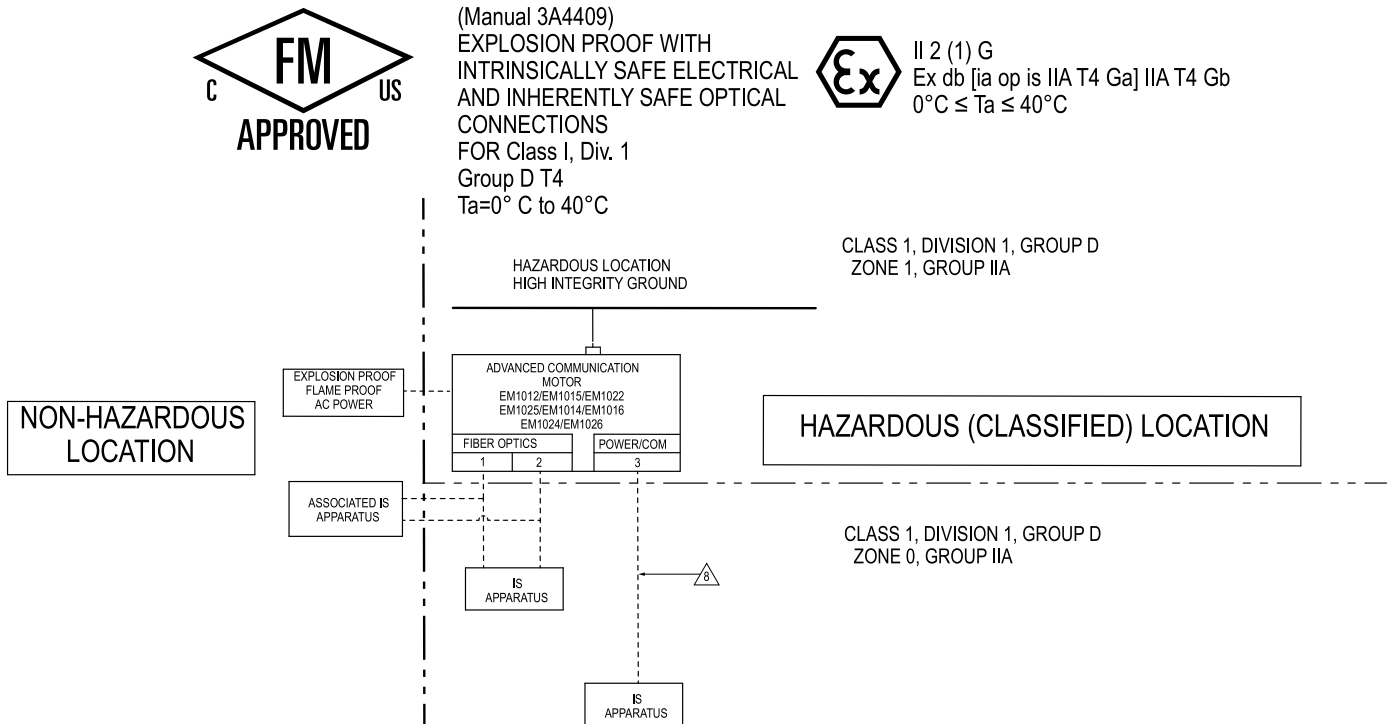 FM
C
US
APPROVED
(Manual 3A4409)
EXPLOSION PROOF WITH
INTRINSICALLY SAFE ELECTRICAL
AND INHERENTLY SAFE OPTICAL
CONNECTIONS
FOR Class I, Div. 1
Group D T4
Ta=0° C to 40°C
Ex
II 2 (1) G
Ex db [ia op is IIA T4 Ga] IIA T4 Gb
0°C ≤ Ta ≤ 40°C
HAZARDOUS LOCATION
HIGH INTEGRITY GROUND
CLASS 1, DIVISION 1, GROUP D
ZONE 1, GROUP IIA
EXPLOSION PROOF
FLAME PROOF
AC POWER
ADVANCED COMMUNICATION
MOTOR
EM1012/EM1015/EM1022
EM1025/EM1014/EM1016
EM1024/EM1026
FIBER OPTICS
POWER/COM
1
2
3
NON-HAZARDOUS
LOCATION
HAZARDOUS (CLASSIFIED) LOCATION
ASSOCIATED IS
APPARATUS
CLASS 1, DIVISION 1, GROUP D
ZONE 0, GROUP IIA
IS
APPARATUS
8
IS
APPARATUS